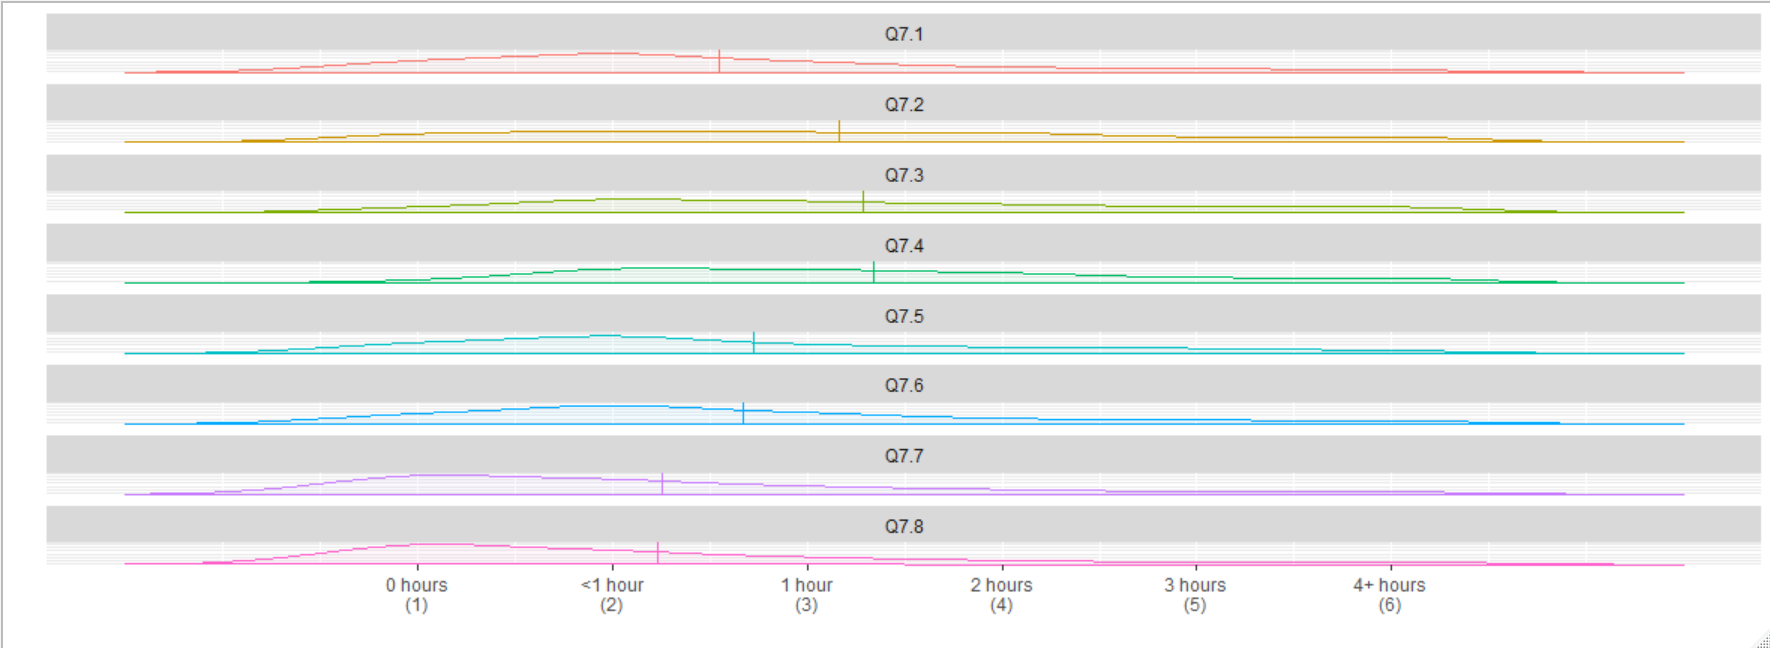 Q7.1
Q7.2
Q7.3
Q7.4
Q7.5
Q7.6
Q7.7
Q7.8
0 hours <1 hour 1 hour 2 hours 3 hours 4+ hours
(1) (2) (3) (4) (5) (6)